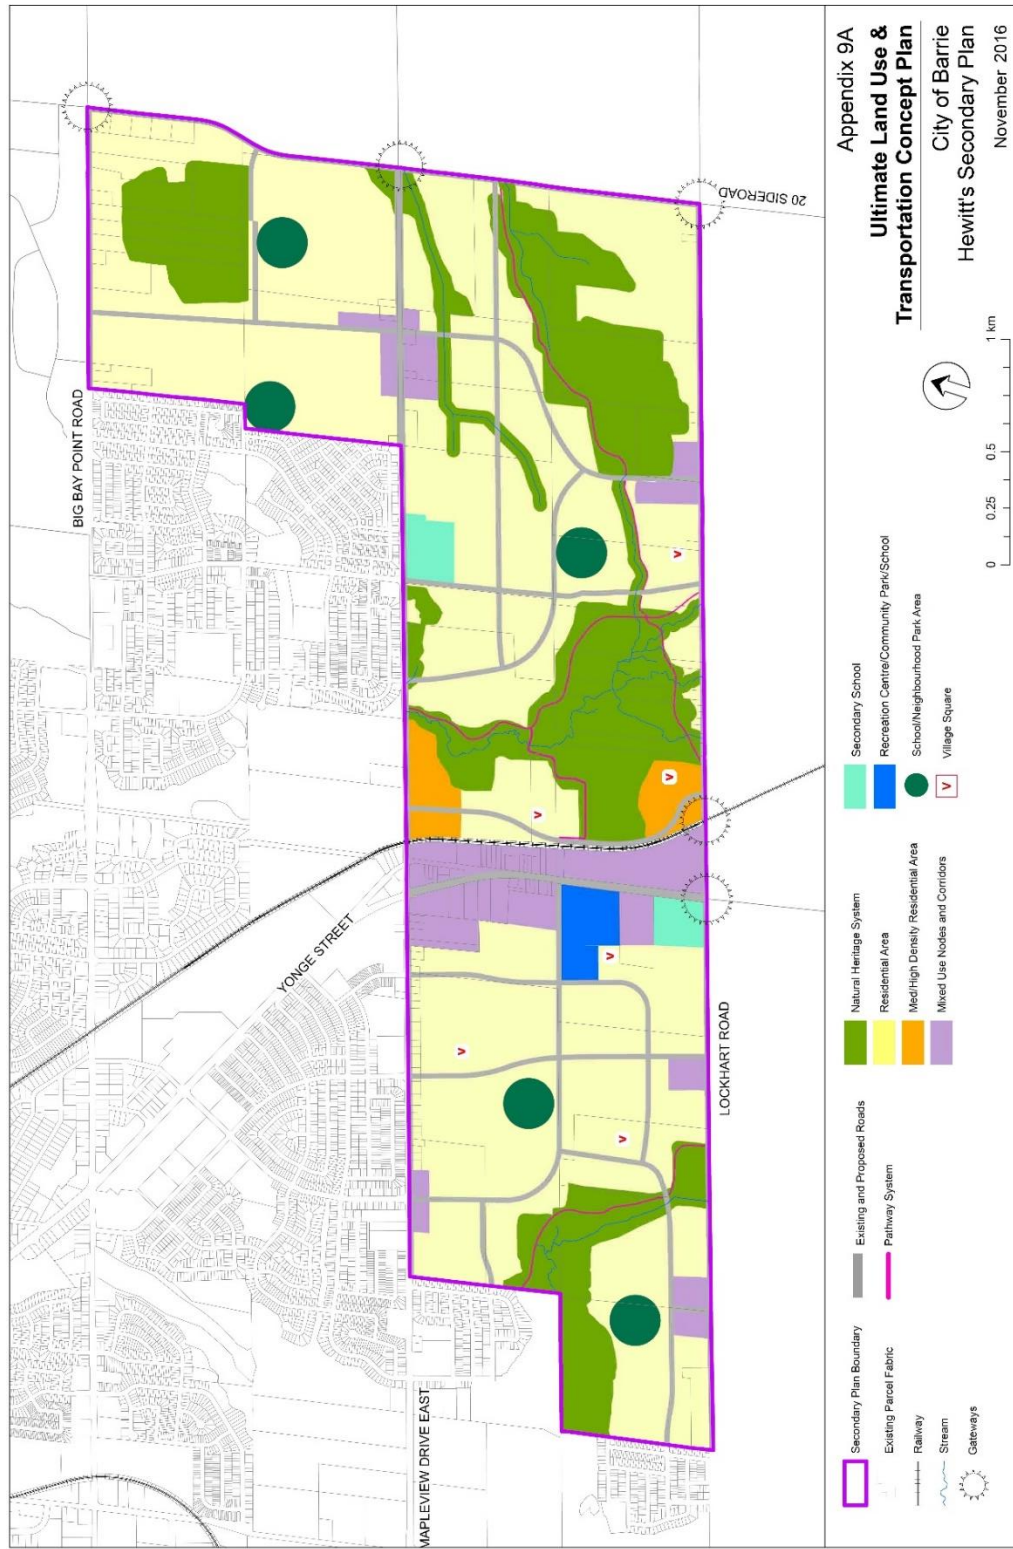 BIG BAY POINT ROAD
20 SIDEROAD
YONGE STREET
MAPLEVIEW DRIVE EAST
LOCKHART ROAD
V
V
V
V
V
V
Appendix 9A
Ultimate Land Use &
Transportation Concept Plan
City of Barrie
Hewitt's Secondary Plan
November 2016
Secondary Plan Boundary
Existing Parcel Fabric
Railway
Stream
Gateways
Existing and Proposed Roads
Pathway System
Natural Heritage System
Residential Area
Med/High Density Residential Area
Mixed Use Nodes and Corridors
Secondary School
Recreation Centre/Community Park/School
School/Neighbourhood Park Area
V Village Square
0 0.25 0.5 1 km